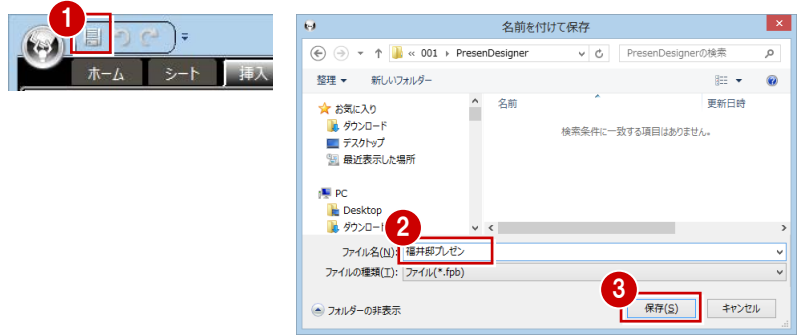 1
ホーム シート 挿入
名前を付けて保存
« 001 ▸ PresenDesigner
PresenDesignerの検索
整理 ▼ 新しいフォルダー
お気に入り
ダウンロード
デスクトップ
最近表示した場所
PC
Desktop
ダウンロード
名前 更新日時
検索条件に一致する項目はありません。
2
ファイル名(N): 福井邸プレゼン
ファイルの種類(T): ファイル(*.fpb)
3
フォルダーの非表示
保存(S) キャンセル